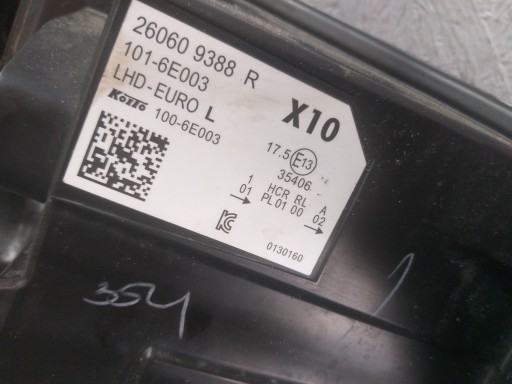 26060 9388 R
101-6E003
LHD-EURO L
KOITO 100-6E003
X10
17.5 E13
35406
1 HCR RL A
01 PL 01 00 02
0130160
354